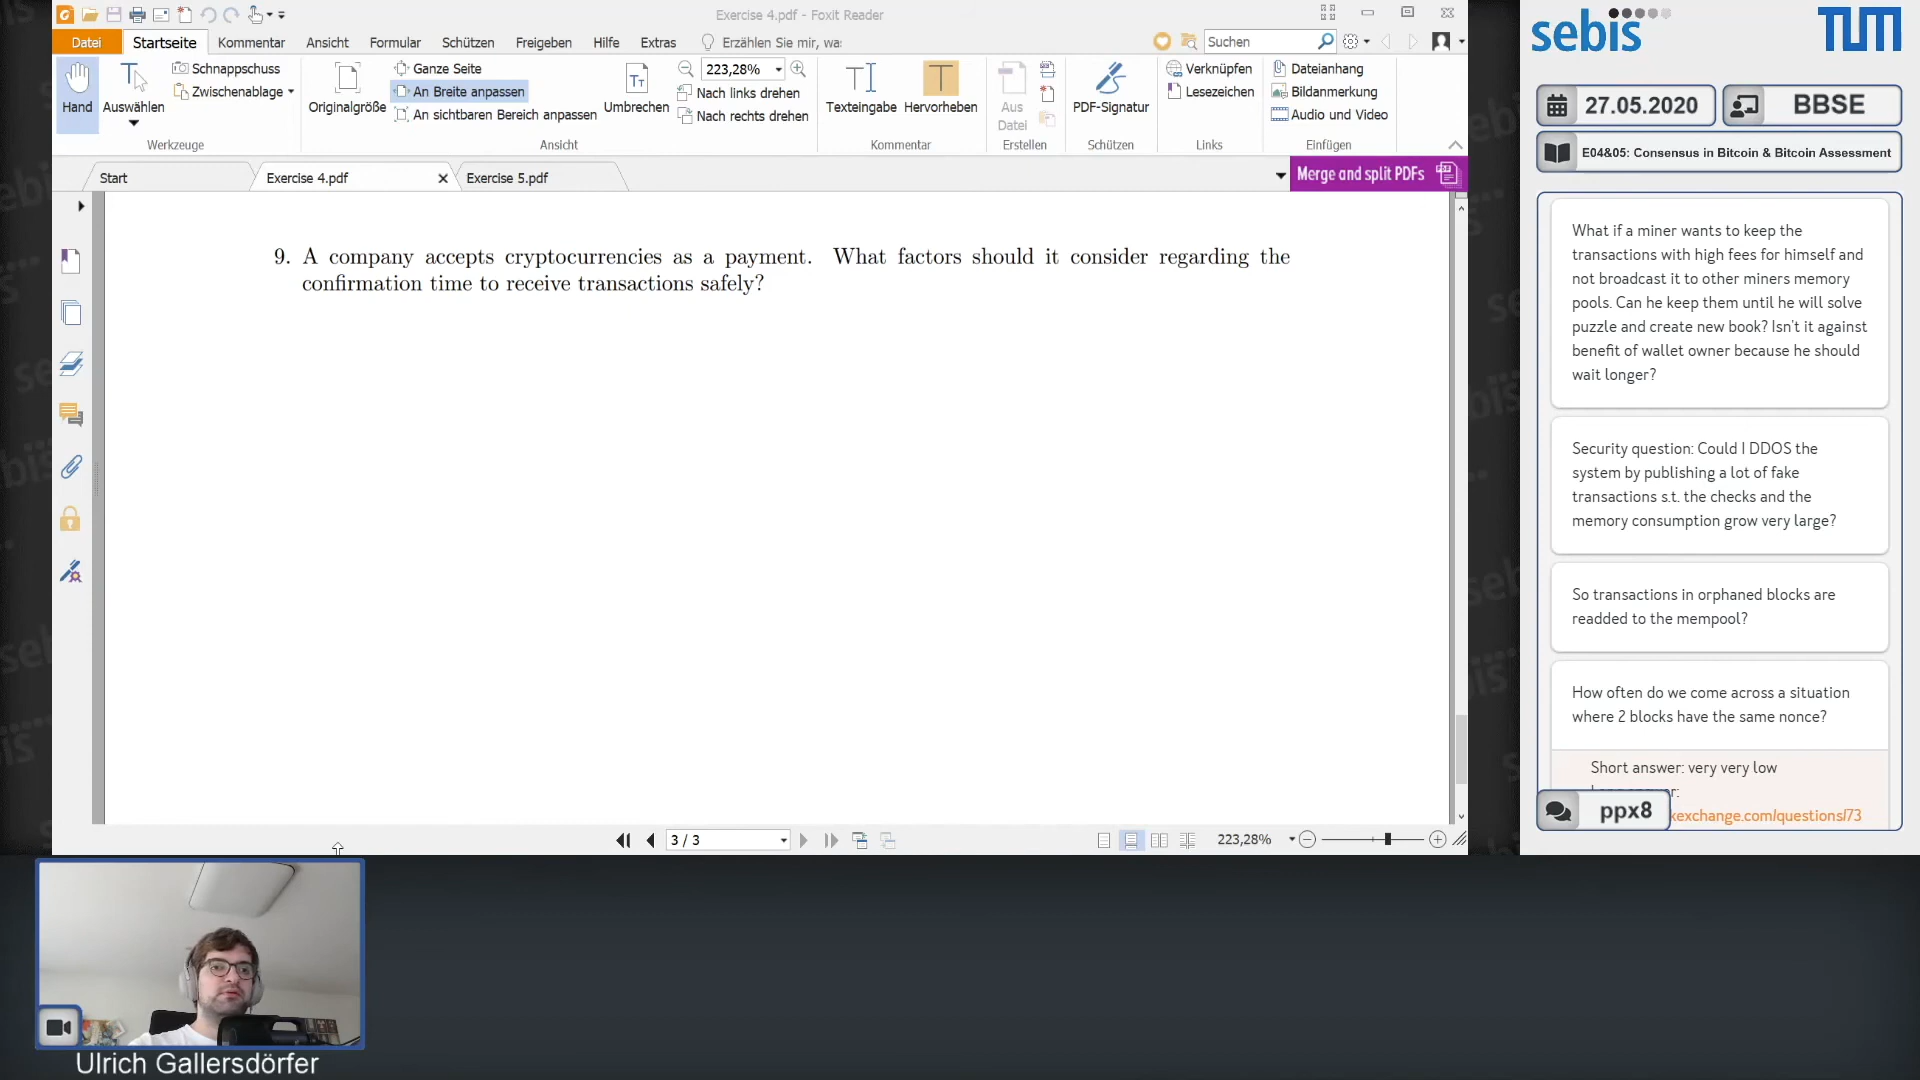 Exercise 4.pdf - Foxit Reader
Datei Startseite Kommentar Ansicht Formular Schützen Freigeben Hilfe Extras Erzählen Sie mir, wa: Suchen
Hand
Auswählen
Schnappschuss
Zwischenablage
Werkzeuge
Originalgröße
Ganze Seite
An Breite anpassen
An sichtbaren Bereich anpassen
Umbrechen
223,28%
Nach links drehen
Nach rechts drehen
Ansicht
Texteingabe
Hervorheben
Kommentar
Aus
Datei
Erstellen
PDF-Signatur
Schützen
Verknüpfen
Lesezeichen
Links
Dateianhang
Bildanmerkung
Audio und Video
Einfügen
Start
Exercise 4.pdf
Exercise 5.pdf
Merge and split PDFs
9. A company accepts cryptocurrencies as a payment. What factors should it consider regarding the
confirmation time to receive transactions safely?
3 / 3
223,28%
Ulrich Gallersdörfer
sebis
TUM
27.05.2020
BBSE
E04&05: Consensus in Bitcoin & Bitcoin Assessment
What if a miner wants to keep the
transactions with high fees for himself and
not broadcast it to other miners memory
pools. Can he keep them until he will solve
puzzle and create new book? Isn't it against
benefit of wallet owner because he should
wait longer?
Security question: Could I DDOS the
system by publishing a lot of fake
transactions s.t. the checks and the
memory consumption grow very large?
So transactions in orphaned blocks are
readded to the mempool?
How often do we come across a situation
where 2 blocks have the same nonce?
Short answer: very very low
kexchange.com/questions/73
ppx8